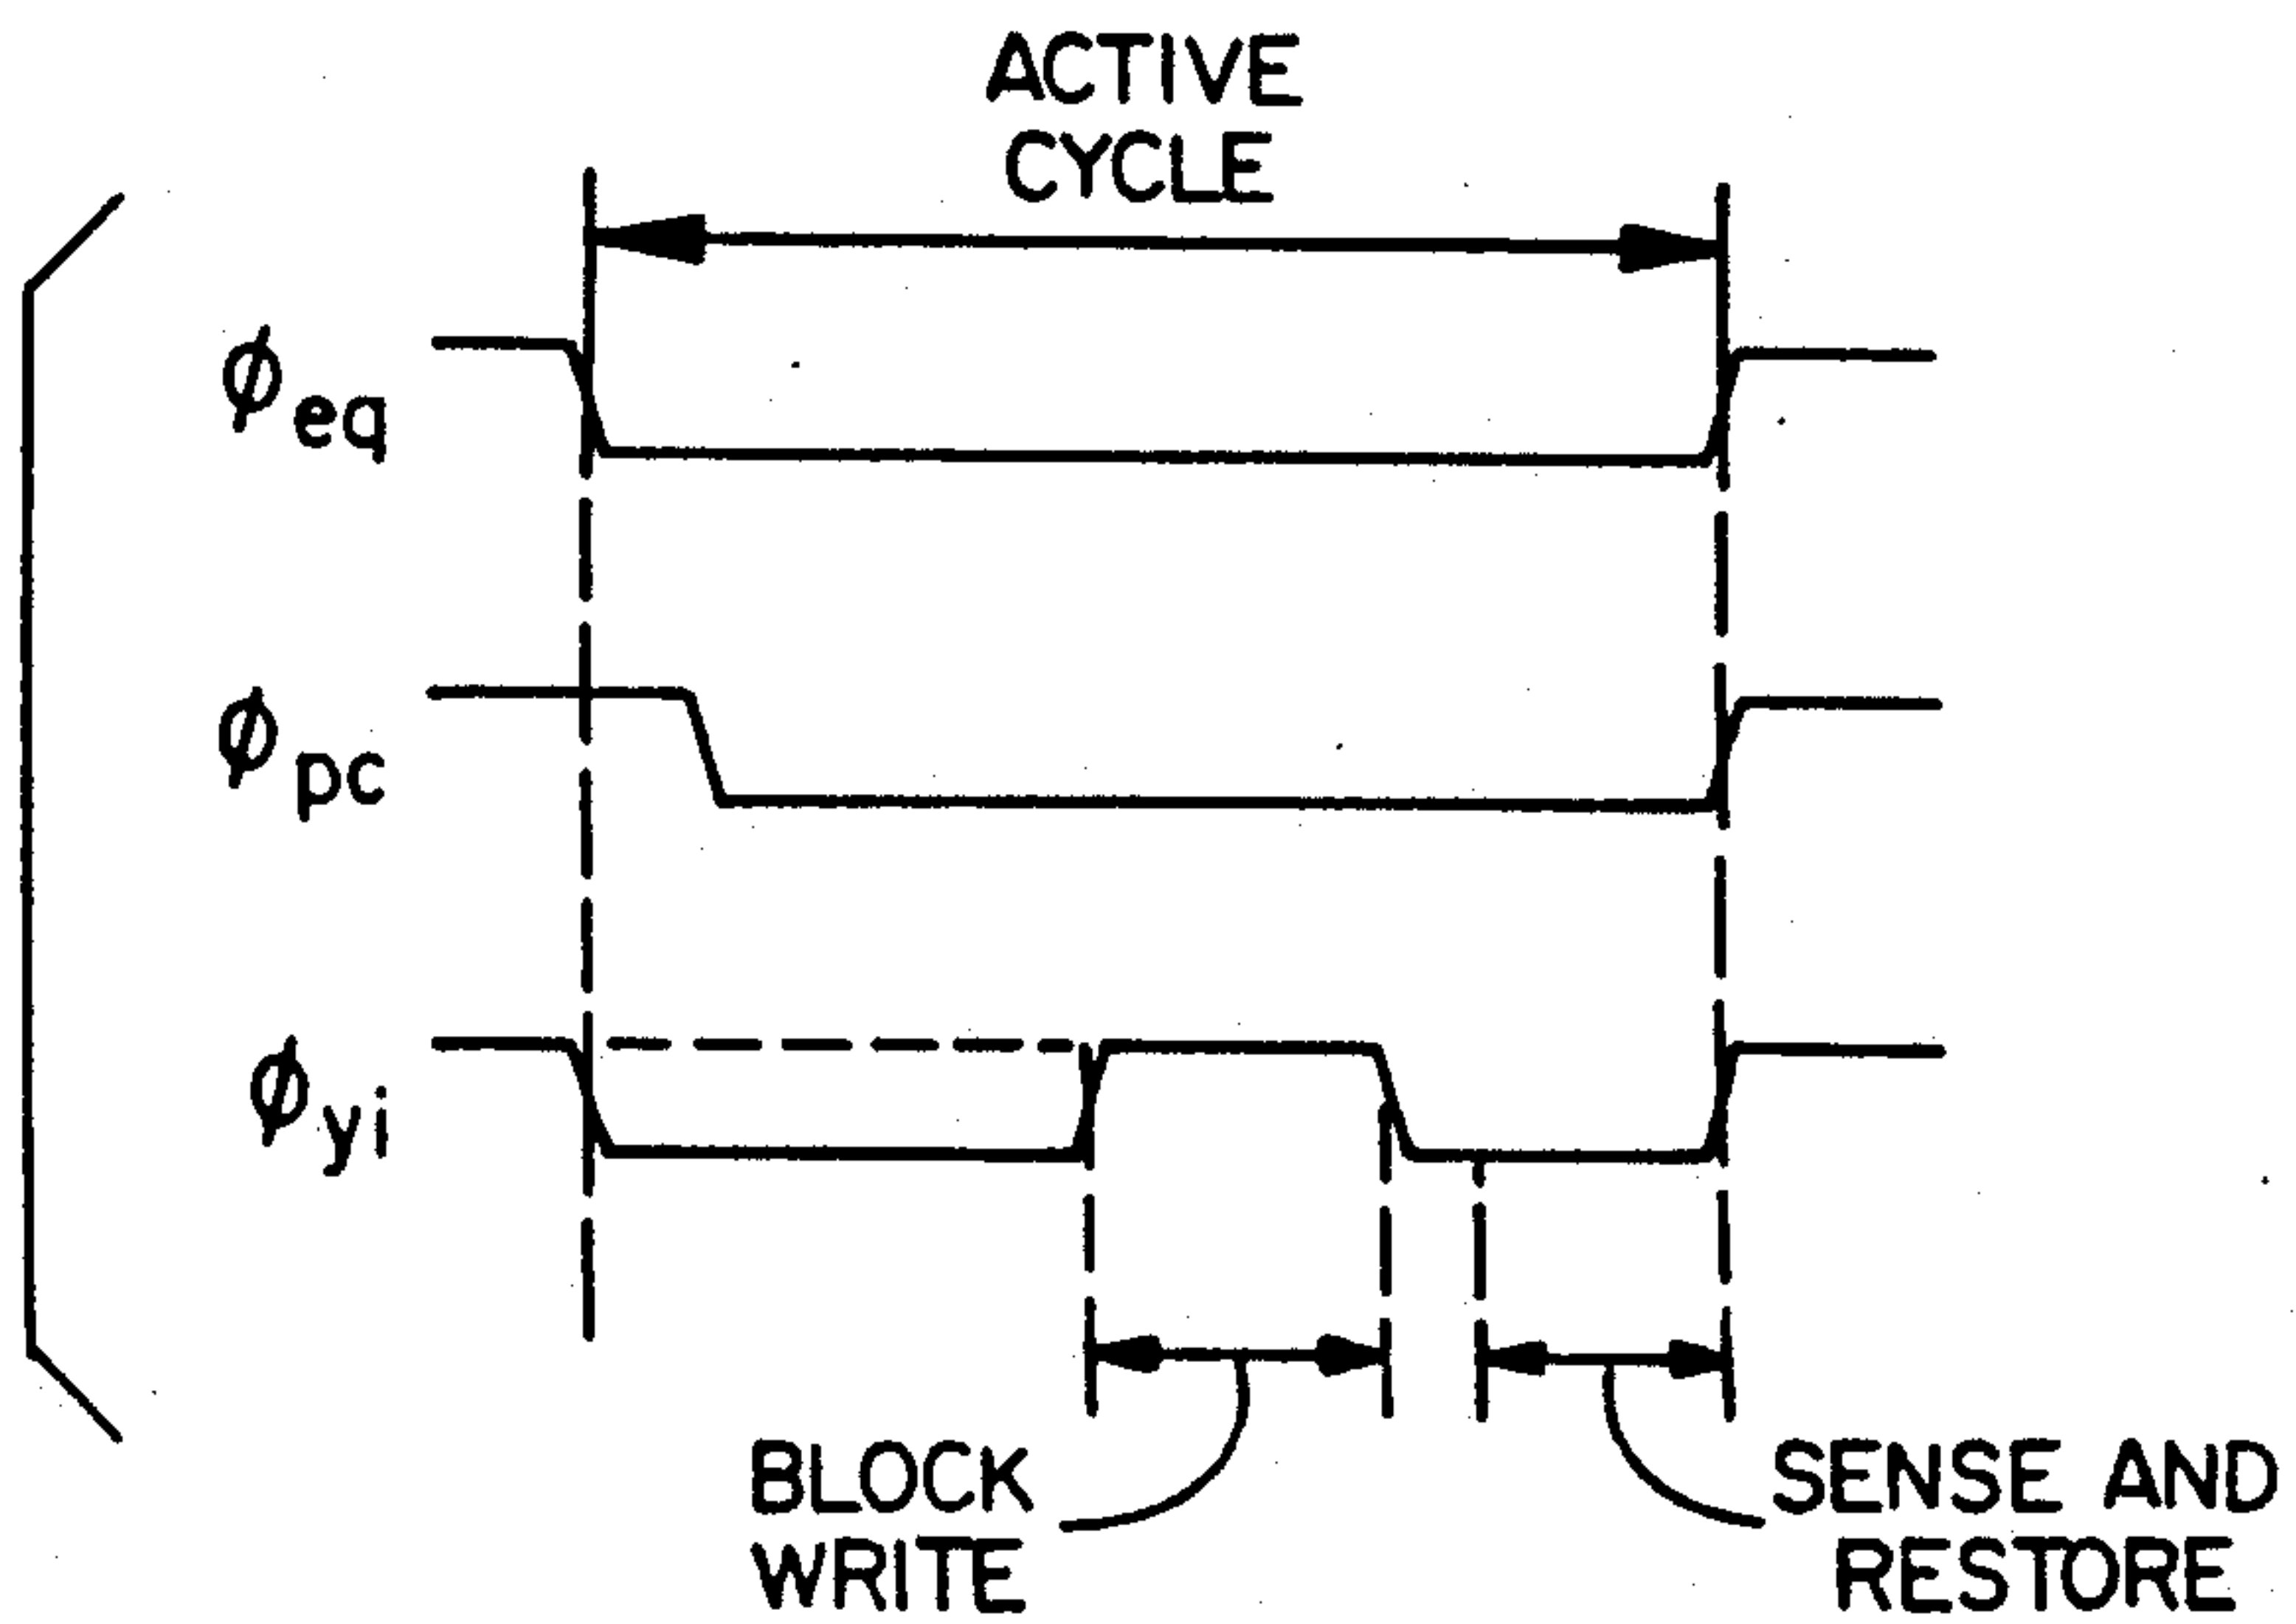 ACTIVE
CYCLE
ϕeq
ϕpc
ϕyi
BLOCK
WRITE
SENSE AND
RESTORE